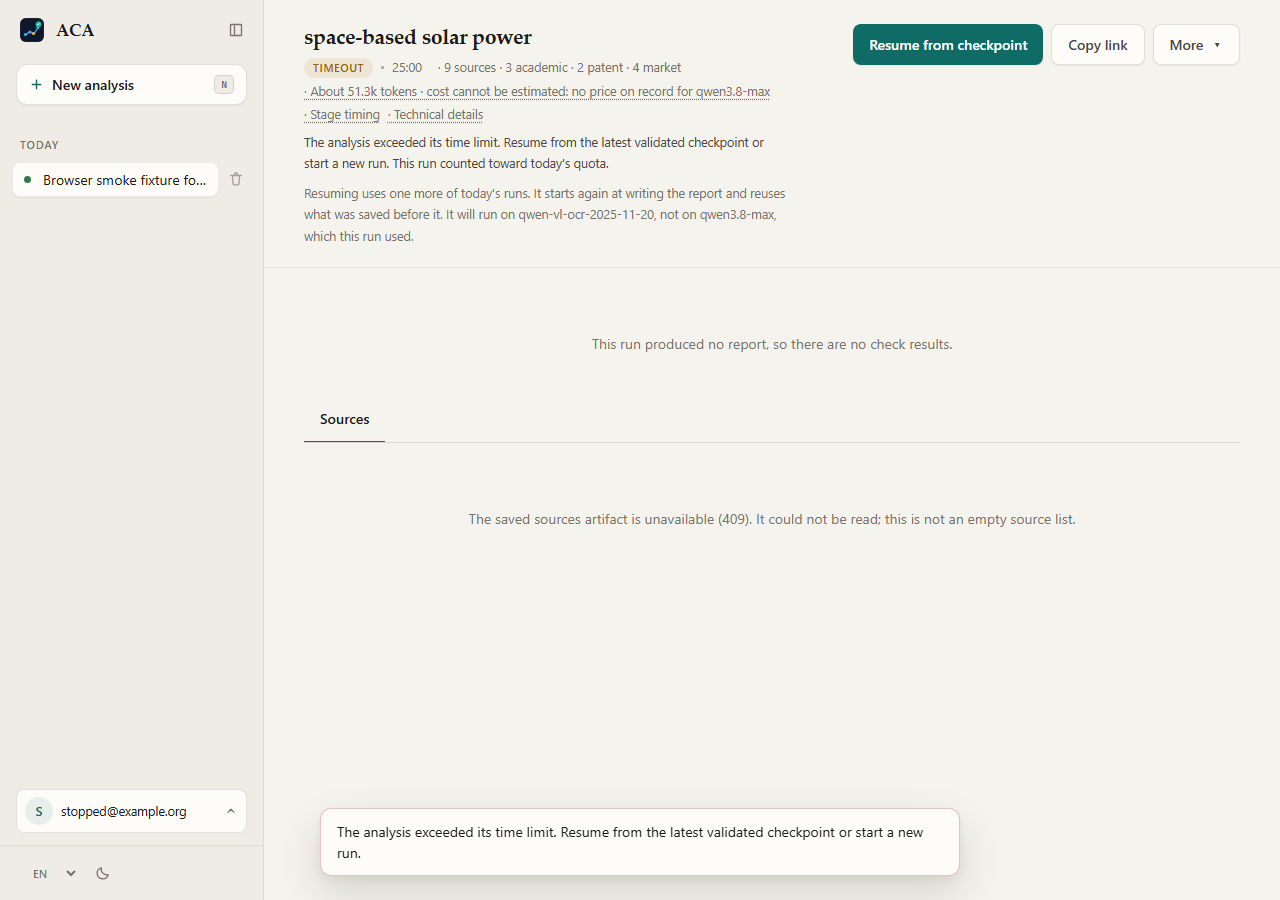 ACA
New analysis
N
TODAY
Browser smoke fixture fo...
stopped@example.org
S
EN
space-based solar power
TIMEOUT • 25:00 · 9 sources · 3 academic · 2 patent · 4 market
· About 51.3k tokens · cost cannot be estimated: no price on record for qwen3.8-max
· Stage timing · Technical details
The analysis exceeded its time limit. Resume from the latest validated checkpoint or
start a new run. This run counted toward today's quota.
Resuming uses one more of today's runs. It starts again at writing the report and reuses
what was saved before it. It will run on qwen-vl-ocr-2025-11-20, not on qwen3.8-max,
which this run used.
Resume from checkpoint
Copy link
More
This run produced no report, so there are no check results.
Sources
The saved sources artifact is unavailable (409). It could not be read; this is not an empty source list.
The analysis exceeded its time limit. Resume from the latest validated checkpoint or start a new
run.